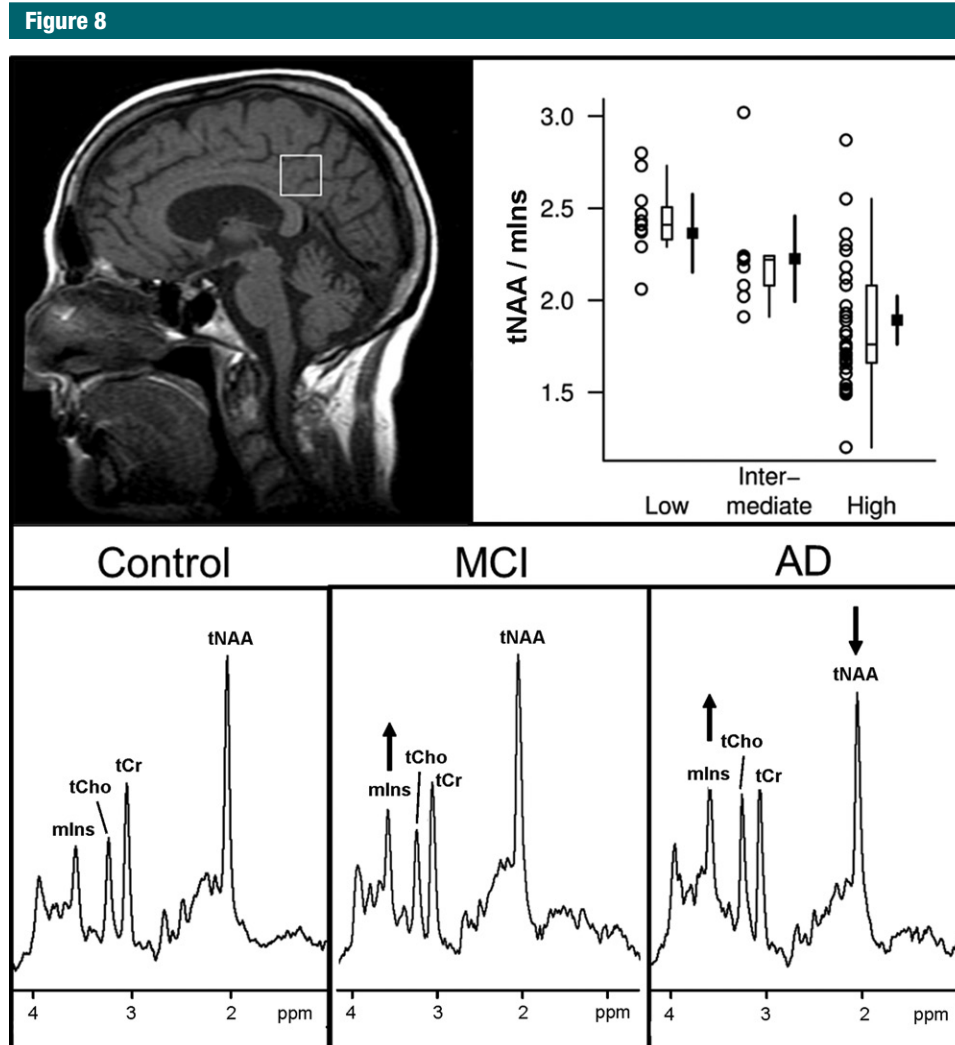 Figure 8
tNAA / mIns
3.0
2.5
2.0
1.5
Low
Inter–
mediate
High
Control
tNAA
tCr
tCho
mIns
4 3 2 ppm
MCI
tNAA
tCho
tCr
mIns
4 3 2 ppm
AD
tNAA
tCho
mIns
tCr
4 3 2 ppm